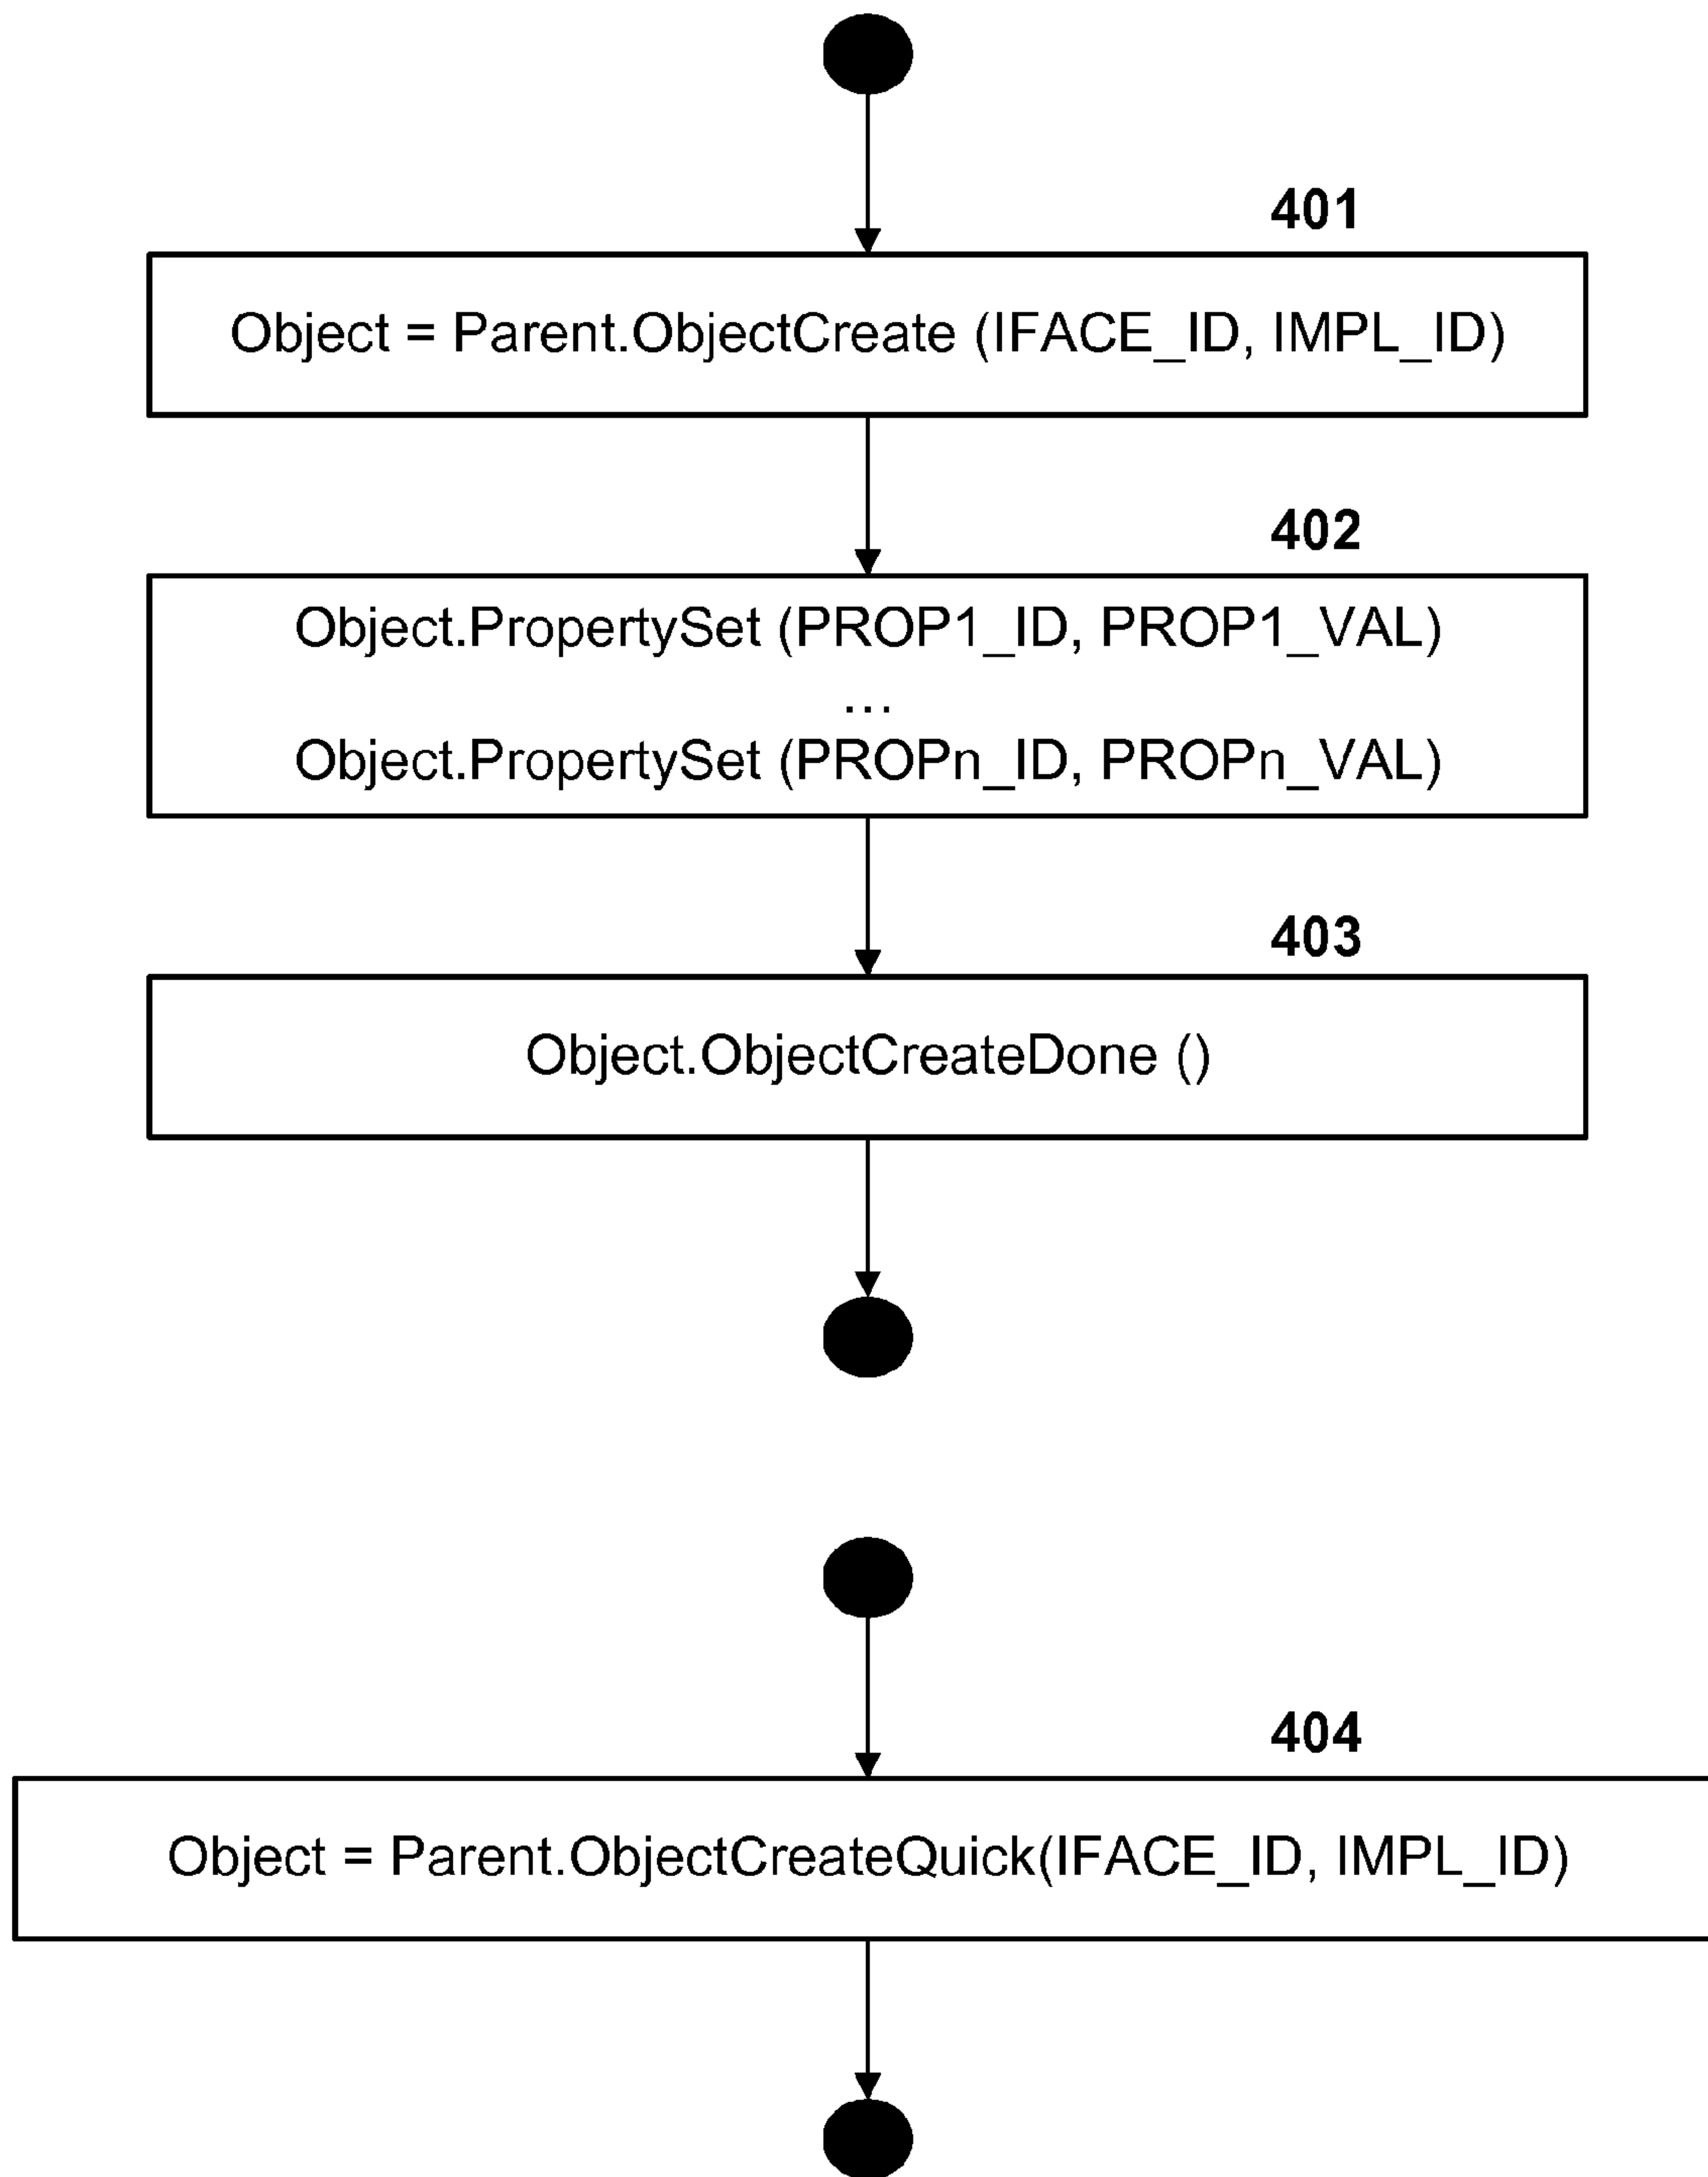 401
Object = Parent.ObjectCreate (IFACE_ID, IMPL_ID)
402
Object.PropertySet (PROP1_ID, PROP1_VAL)
...
Object.PropertySet (PROPn_ID, PROPn_VAL)
403
Object.ObjectCreateDone ()
404
Object = Parent.ObjectCreateQuick(IFACE_ID, IMPL_ID)